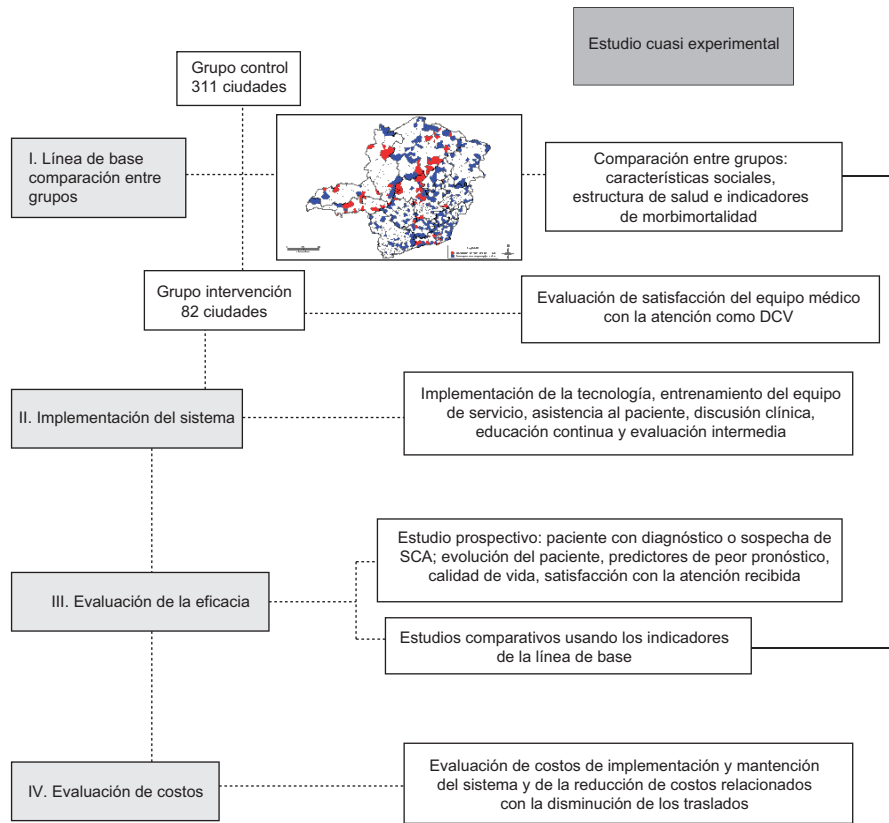 Estudio cuasi experimental
Grupo control
311 ciudades
I. Línea de base
comparación entre
grupos
Comparación entre grupos:
características sociales,
estructura de salud e indicadores
de morbimortalidad
Grupo intervención
82 ciudades
Evaluación de satisfacción del equipo médico
con la atención como DCV
II. Implementación del sistema
Implementación de la tecnología, entrenamiento del equipo
de servicio, asistencia al paciente, discusión clínica,
educación continua y evaluación intermedia
Estudio prospectivo: paciente con diagnóstico o sospecha de
SCA; evolución del paciente, predictores de peor pronóstico,
calidad de vida, satisfacción con la atención recibida
III. Evaluación de la eficacia
Estudios comparativos usando los indicadores
de la línea de base
IV. Evaluación de costos
Evaluación de costos de implementación y mantención
del sistema y de la reducción de costos relacionados
con la disminución de los traslados